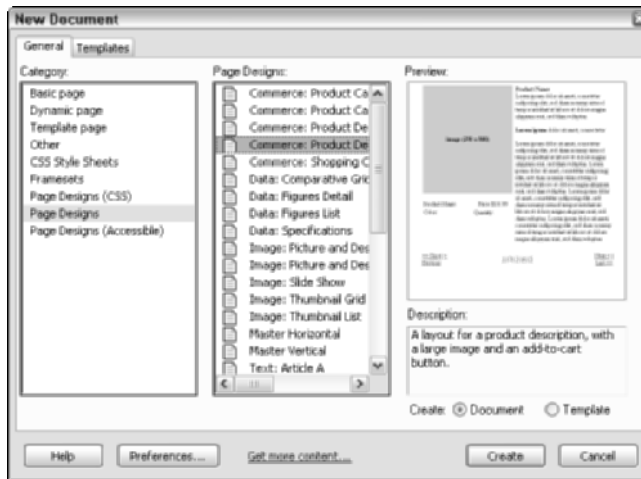 New Document
General
Templates
Category:
Basic page
Dynamic page
Template page
Other
CSS Style Sheets
Framesets
Page Designs (CSS)
Page Designs
Page Designs (Accessible)
Page Designs:
Commerce: Product Ca
Commerce: Product Ca
Commerce: Product De
Commerce: Product De
Commerce: Shopping C
Data: Comparative Gric
Data: Figures Detail
Data: Figures List
Data: Specifications
Image: Picture and Des
Image: Picture and Des
Image: Slide Show
Image: Thumbnail Grid
Image: Thumbnail List
Master Horizontal
Master Vertical
Text: Article A
Preview:
Product Name
Description:
A layout for a product description, with
a large image and an add-to-cart
button.
Create: Document Template
Help
Preferences...
Get more content...
Create
Cancel